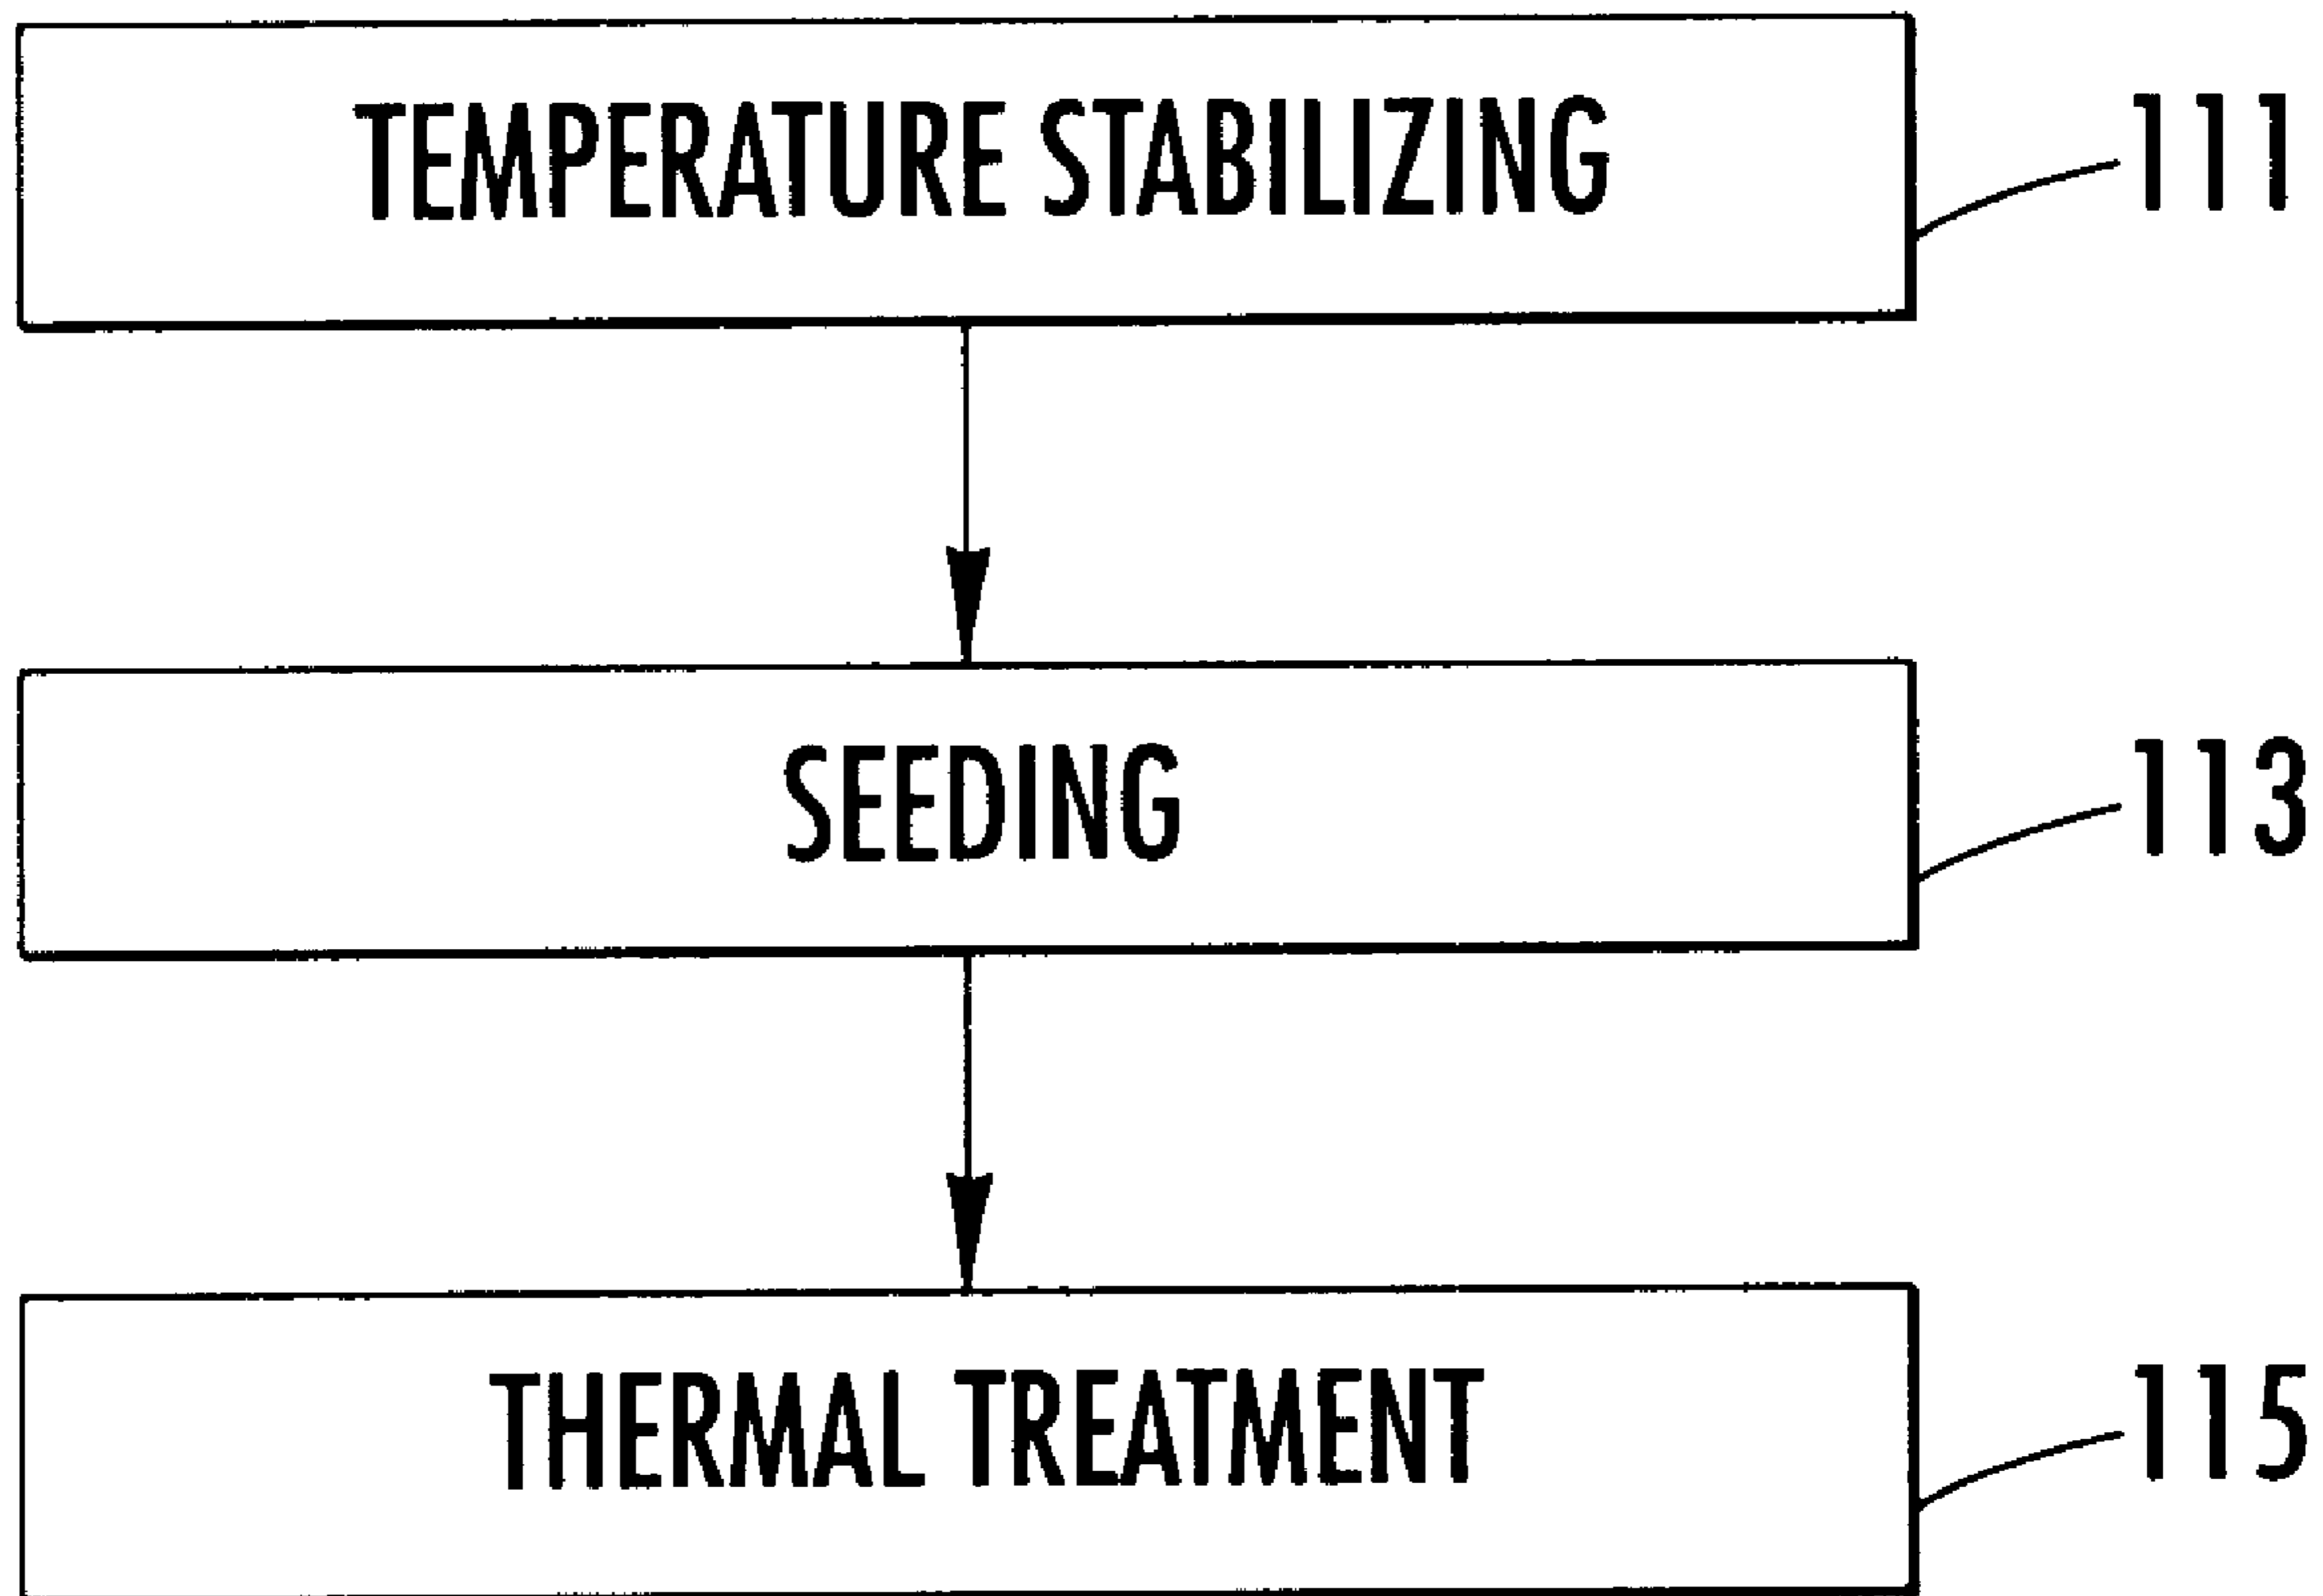 TEMPERATURE STABILIZING 111
SEEDING 113
THERMAL TREATMENT 115